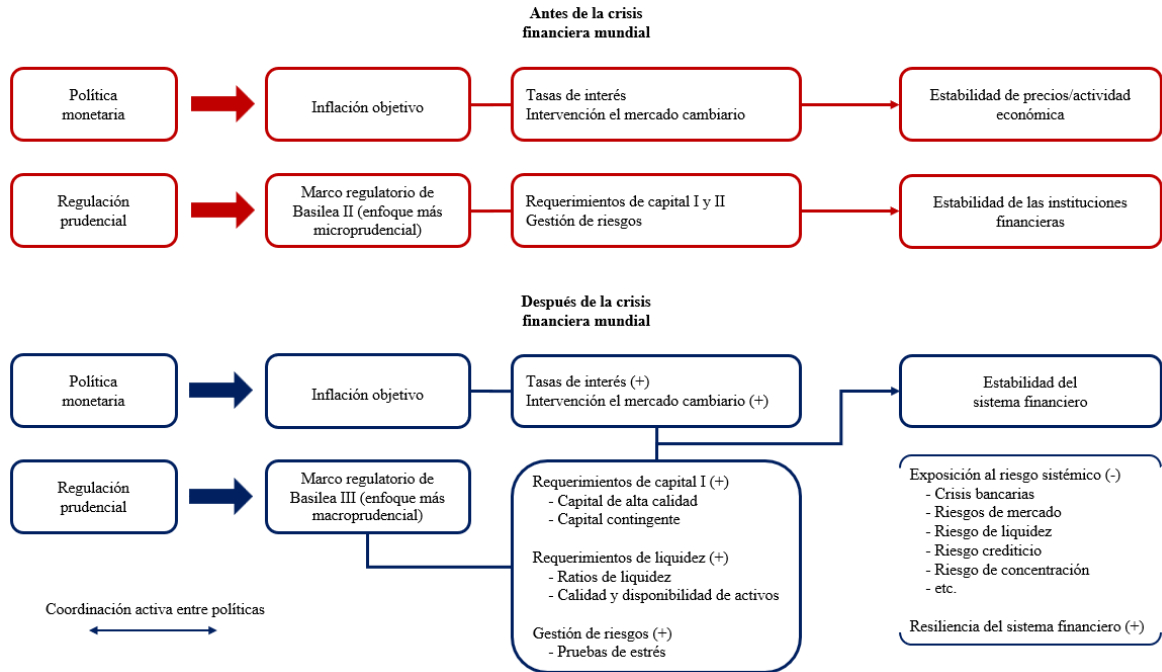 Antes de la crisis
financiera mundial
Política
monetaria
Inflación objetivo
Tasas de interés
Intervención el mercado cambiario
Estabilidad de precios/actividad
económica
Regulación
prudencial
Marco regulatorio de
Basilea II (enfoque más
microprudencial)
Requerimientos de capital I y II
Gestión de riesgos
Estabilidad de las instituciones
financieras
Después de la crisis
financiera mundial
Política
monetaria
Inflación objetivo
Tasas de interés (+)
Intervención el mercado cambiario (+)
Estabilidad del
sistema financiero
Regulación
prudencial
Marco regulatorio de
Basilea III (enfoque más
macroprudencial)
Requerimientos de capital I (+)
- Capital de alta calidad
- Capital contingente
Requerimientos de liquidez (+)
- Ratios de liquidez
- Calidad y disponibilidad de activos
Gestión de riesgos (+)
- Pruebas de estrés
Exposición al riesgo sistémico (-)
- Crisis bancarias
- Riesgos de mercado
- Riesgo de liquidez
- Riesgo crediticio
- Riesgo de concentración
- etc.
Resiliencia del sistema financiero (+)
Coordinación activa entre políticas